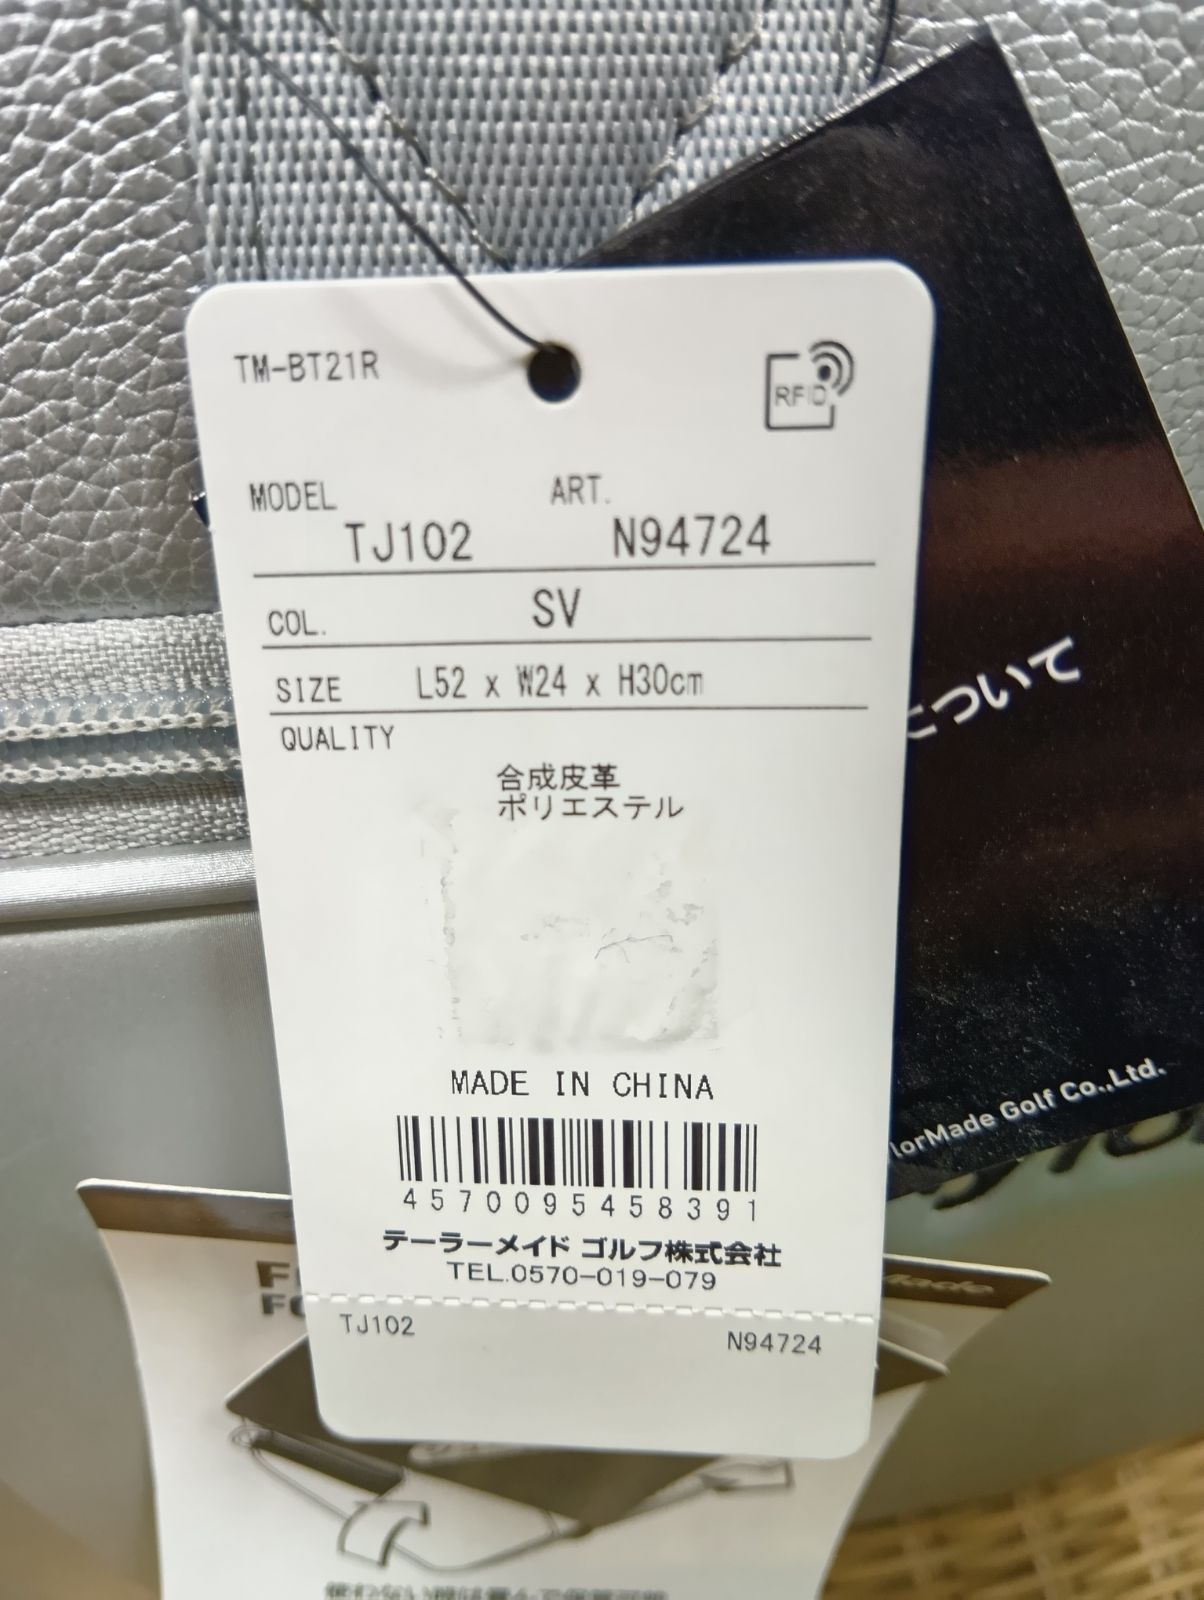 TM-BT21R
RFID
MODEL
ART.
TJ102
N94724
COL.
SV
SIZE
L52 x W24 x H30cm
QUALITY
合成皮革
ポリエステル
MADE IN CHINA
4570095458391
テーラーメイド ゴルフ株式会社
TEL.0570-019-079
TJ102
N94724
について
lorMade Golf Co.,Ltd.
Made